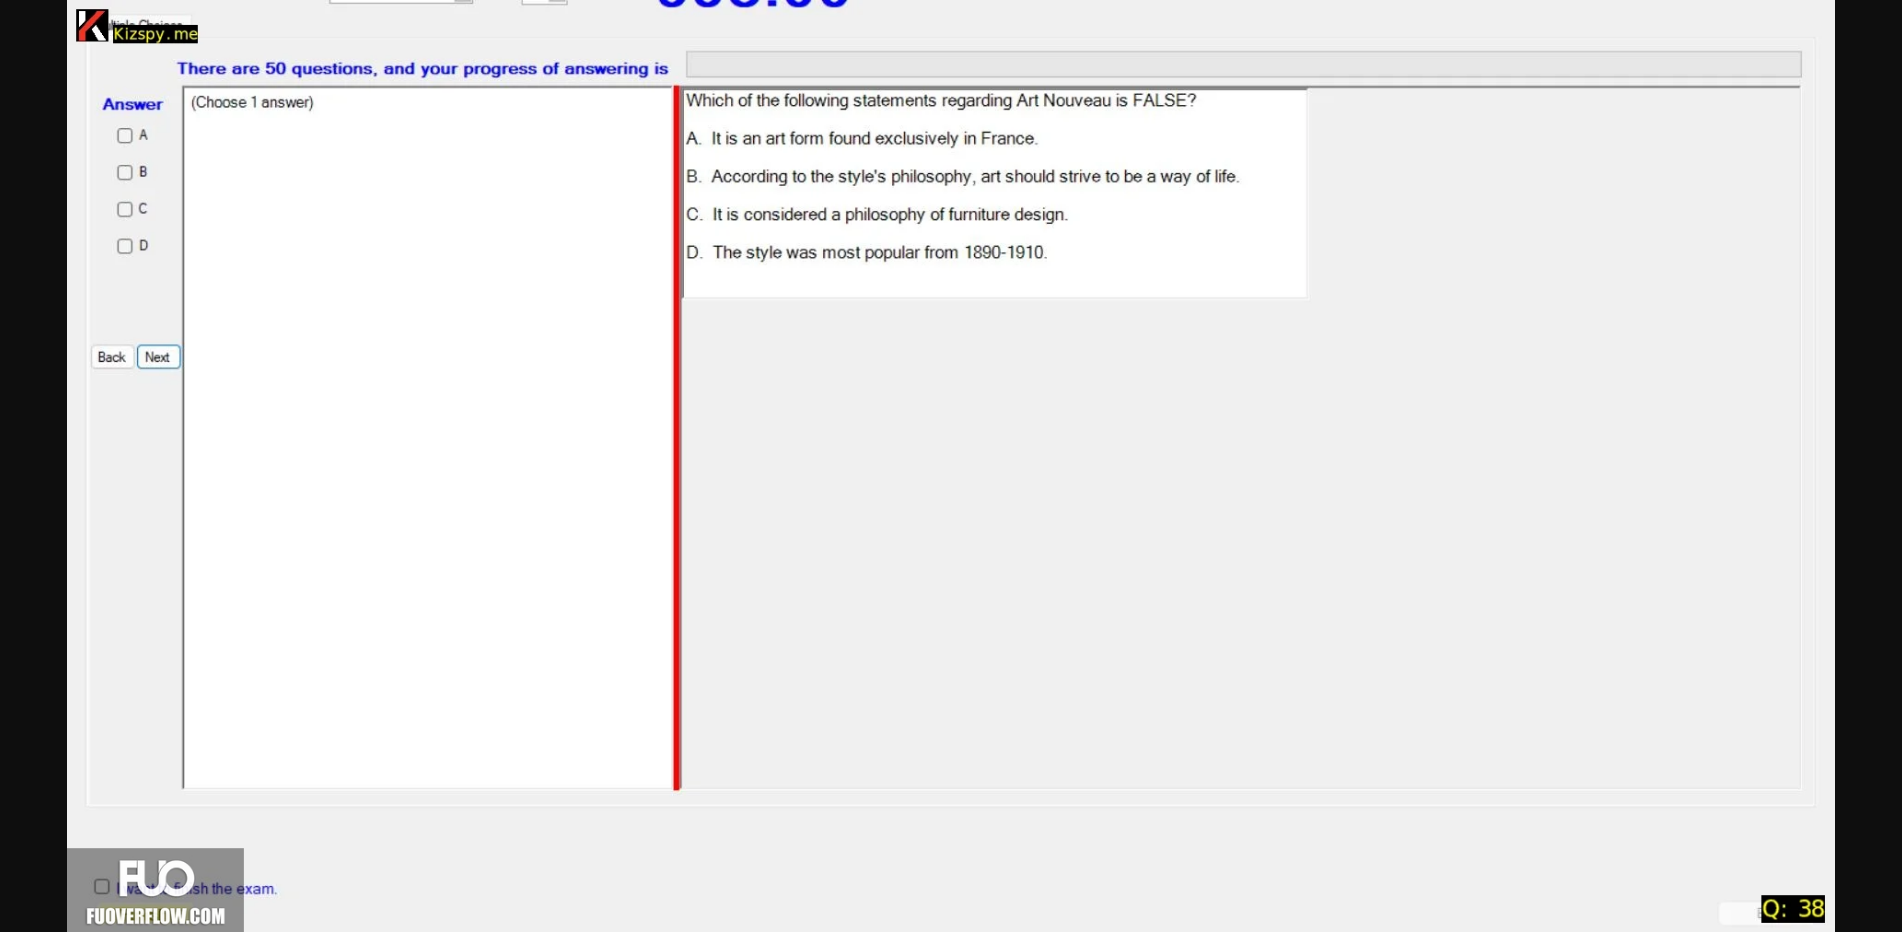 Kizspy.me
There are 50 questions, and your progress of answering is
Answer
(Choose 1 answer)
A
B
C
D
Back Next
Which of the following statements regarding Art Nouveau is FALSE?
A. It is an art form found exclusively in France.
B. According to the style's philosophy, art should strive to be a way of life.
C. It is considered a philosophy of furniture design.
D. The style was most popular from 1890-1910.
FUO
the exam.
FUOVERFLOW.COM
Q: 38